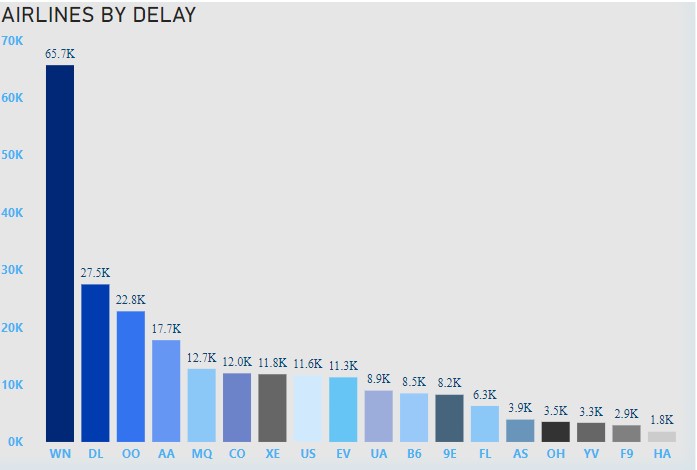 AIRLINES BY DELAY
70K
60K
50K
40K
30K
20K
10K
0K
65.7K
27.5K
22.8K
17.7K
12.7K
12.0K
11.8K
11.6K
11.3K
8.9K
8.5K
8.2K
6.3K
3.9K
3.5K
3.3K
2.9K
1.8K
WN DL OO AA MQ CO XE US EV UA B6 9E FL AS OH YV F9 HA